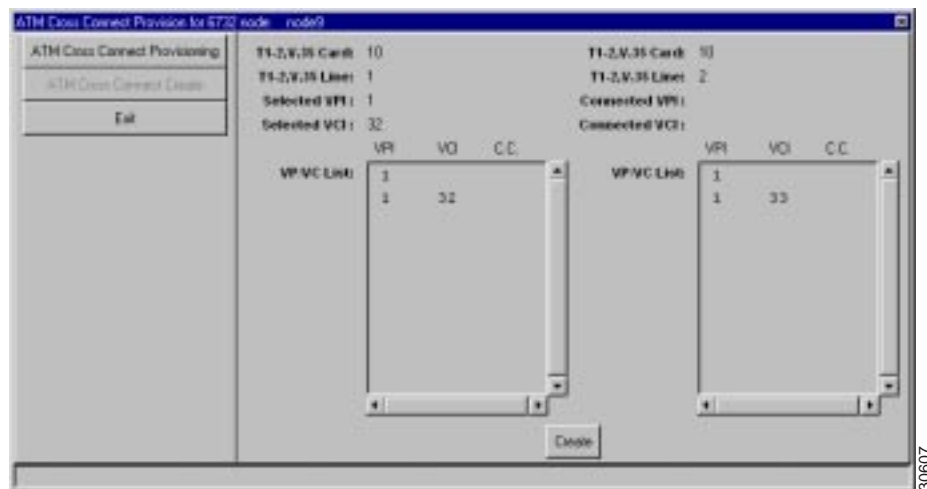 ATM Cross Connect Provision for 6732 node node9
ATM Cross Connect Provisioning
ATM Cross Connect Create
Exit
T1-2,V.35 Card: 10
T1-2,V.35 Line: 1
Selected VPI: 1
Selected VCI: 32
VPI VCI C.C.
VP/VC List:
1
1 32
T1-2,V.35 Card: 10
T1-2,V.35 Line: 2
Connected VPI:
Connected VCI:
VPI VCI C.C.
VP/VC List:
1
1 33
Create
30607